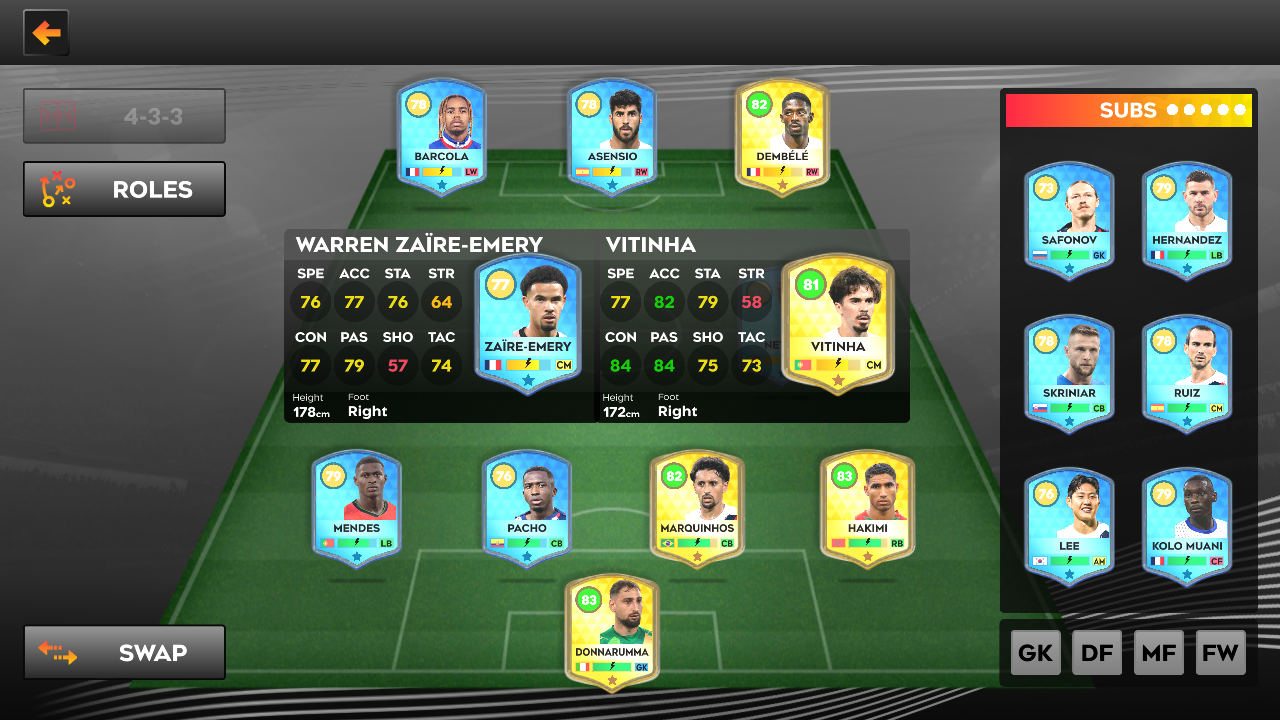 4-3-3
ROLES
78
BARCOLA
LW
78
ASENSIO
RW
82
DEMBÉLÉ
RW
WARREN ZAÏRE-EMERY
SPE ACC STA STR
76 77 76 64
CON PAS SHO TAC
77 79 57 74
Height Foot
178cm Right
77
ZAÏRE-EMERY
CM
VITINHA
SPE ACC STA STR
77 82 79 58
CON PAS SHO TAC
84 84 75 73
Height Foot
172cm Right
81
VITINHA
CM
79
MENDES
LB
76
PACHO
CB
82
MARQUINHOS
CB
83
HAKIMI
RB
83
DONNARUMMA
GK
SWAP
SUBS
73
SAFONOV
GK
79
HERNANDEZ
LB
78
SKRINIAR
CB
78
RUIZ
CM
76
LEE
AM
79
KOLO MUANI
CF
GK DF MF FW